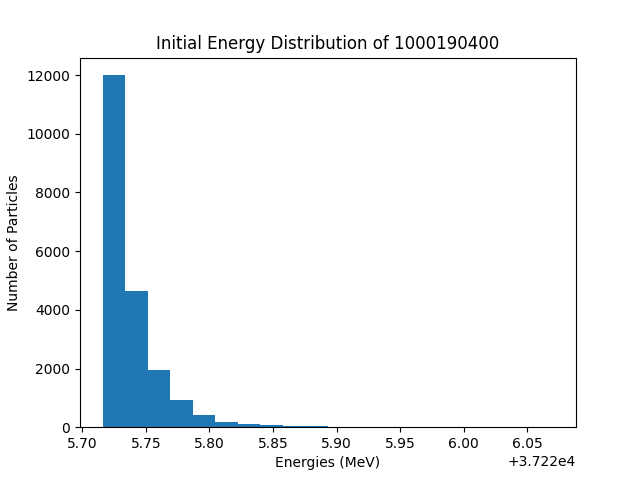 Initial Energy Distribution of 1000190400
12000
10000
8000
6000
4000
2000
0
Number of Particles
5.70 5.75 5.80 5.85 5.90 5.95 6.00 6.05
Energies (MeV)
+3.722e4